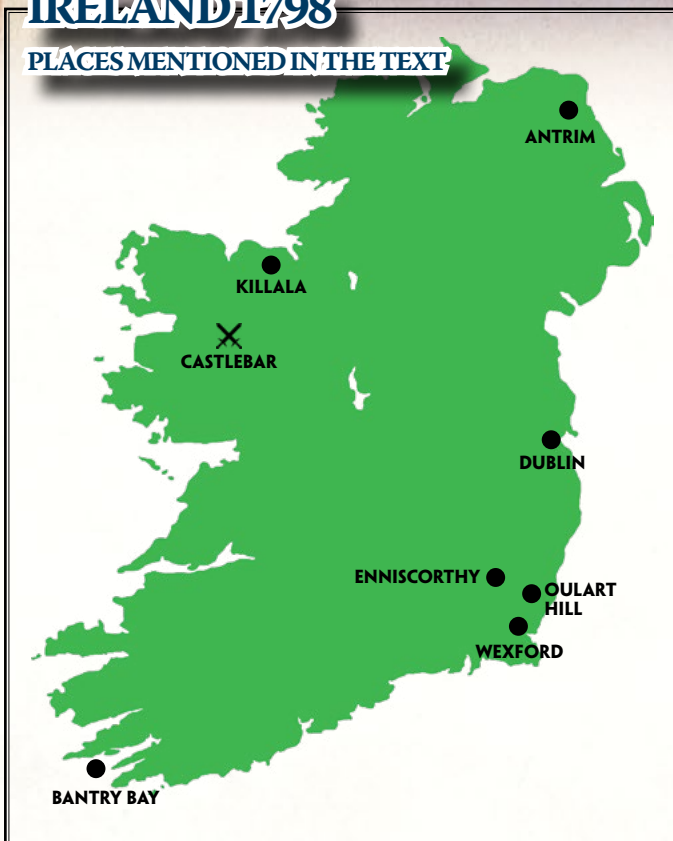 IRELAND 1798
PLACES MENTIONED IN THE TEXT
ANTRIM
KILLALA
CASTLEBAR
DUBLIN
ENNISCORTHY
OULART
HILL
WEXFORD
BANTRY BAY